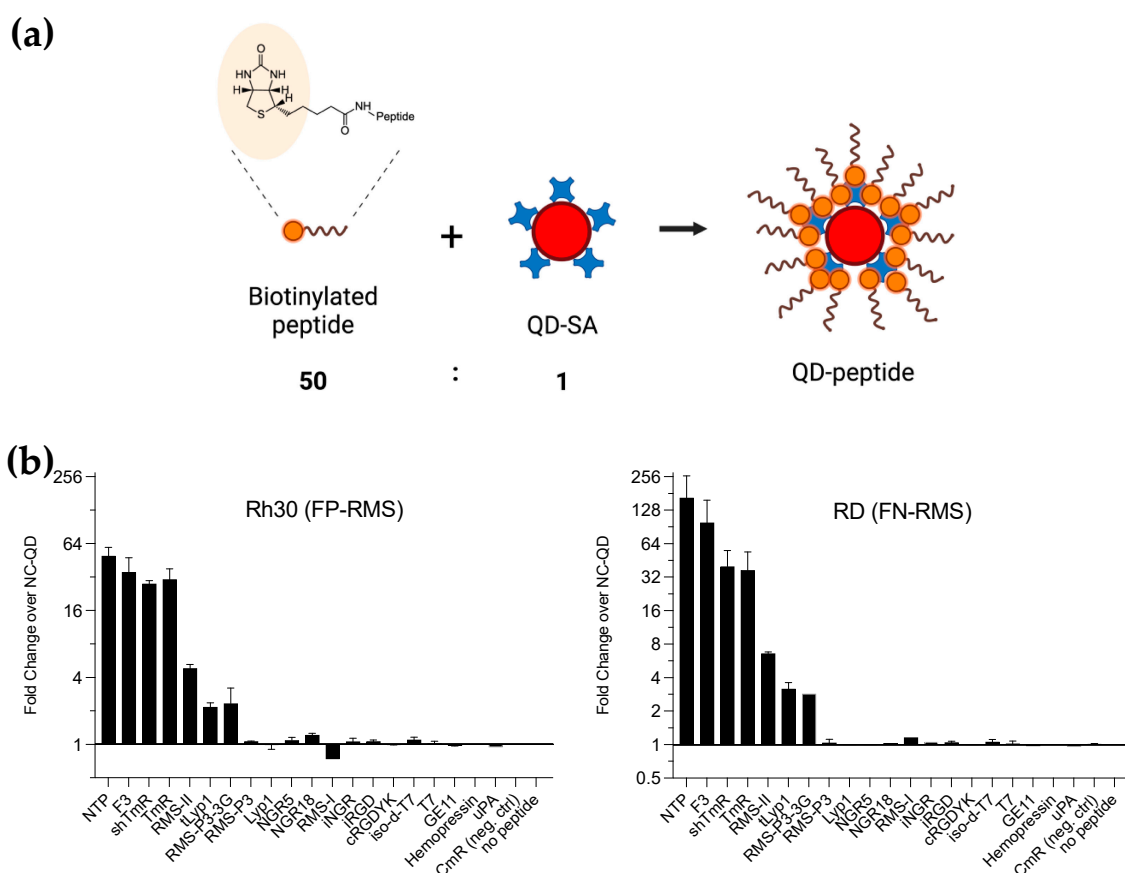 (a)
O
HN
NH
H
H
H
S
O
NH
Peptide
+
Biotinylated
peptide
QD-SA
QD-peptide
50
:
1
(b)
Rh30 (FP-RMS)
Fold Change over NC-QD
256
64
16
4
1
NTP
F3
shTmR
TmR
RMS-II
tLyp1
RMS-P3-3G
RMS-P3
Lyp1
NGR5
NGR18
RMS-I
iNGR
iRGD
cRGDYK
iso-d-T7
T7
GE11
Hemopressin
uPA
CmR (neg. ctrl)
no peptide
RD (FN-RMS)
Fold Change over NC-QD
256
128
64
32
16
8
4
2
1
0.5
NTP
F3
shTmR
TmR
RMS-II
tLyp1
RMS-P3-3G
RMS-P3
Lyp1
NGR5
NGR18
RMS-I
iNGR
iRGD
cRGDYK
iso-d-T7
T7
GE11
Hemopressin
uPA
CmR (neg. ctrl)
no peptide